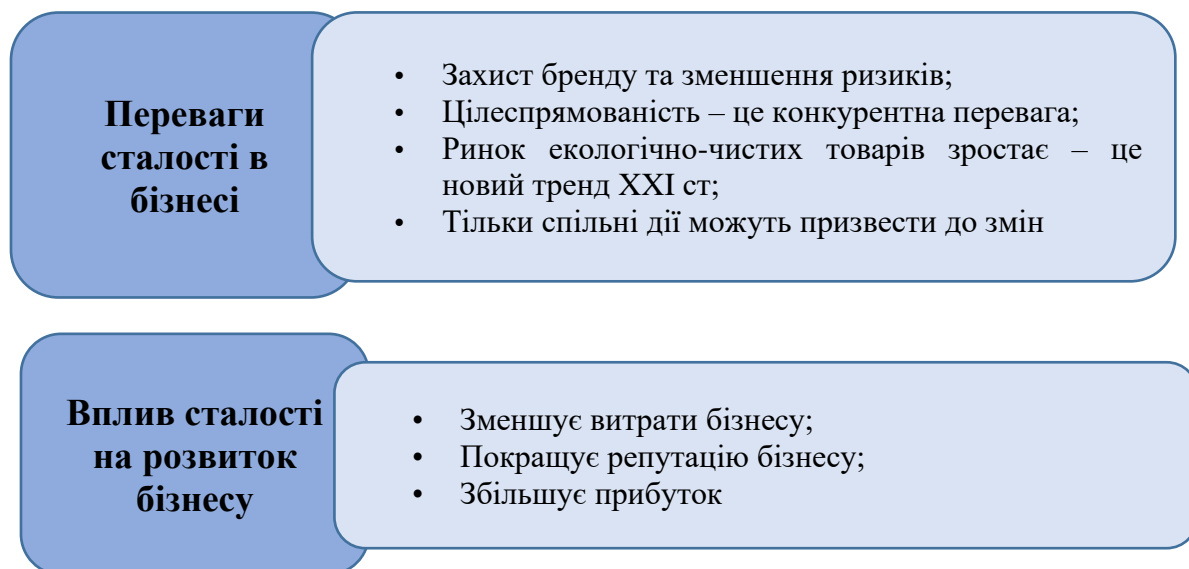 Переваги
сталості в
бізнесі
• Захист бренду та зменшення ризиків;
• Цілеспрямованість – це конкурентна перевага;
• Ринок екологічно-чистих товарів зростає – це
новий тренд XXI ст;
• Тільки спільні дії можуть призвести до змін
Вплив сталості
на розвиток
бізнесу
• Зменшує витрати бізнесу;
• Покращує репутацію бізнесу;
• Збільшує прибуток